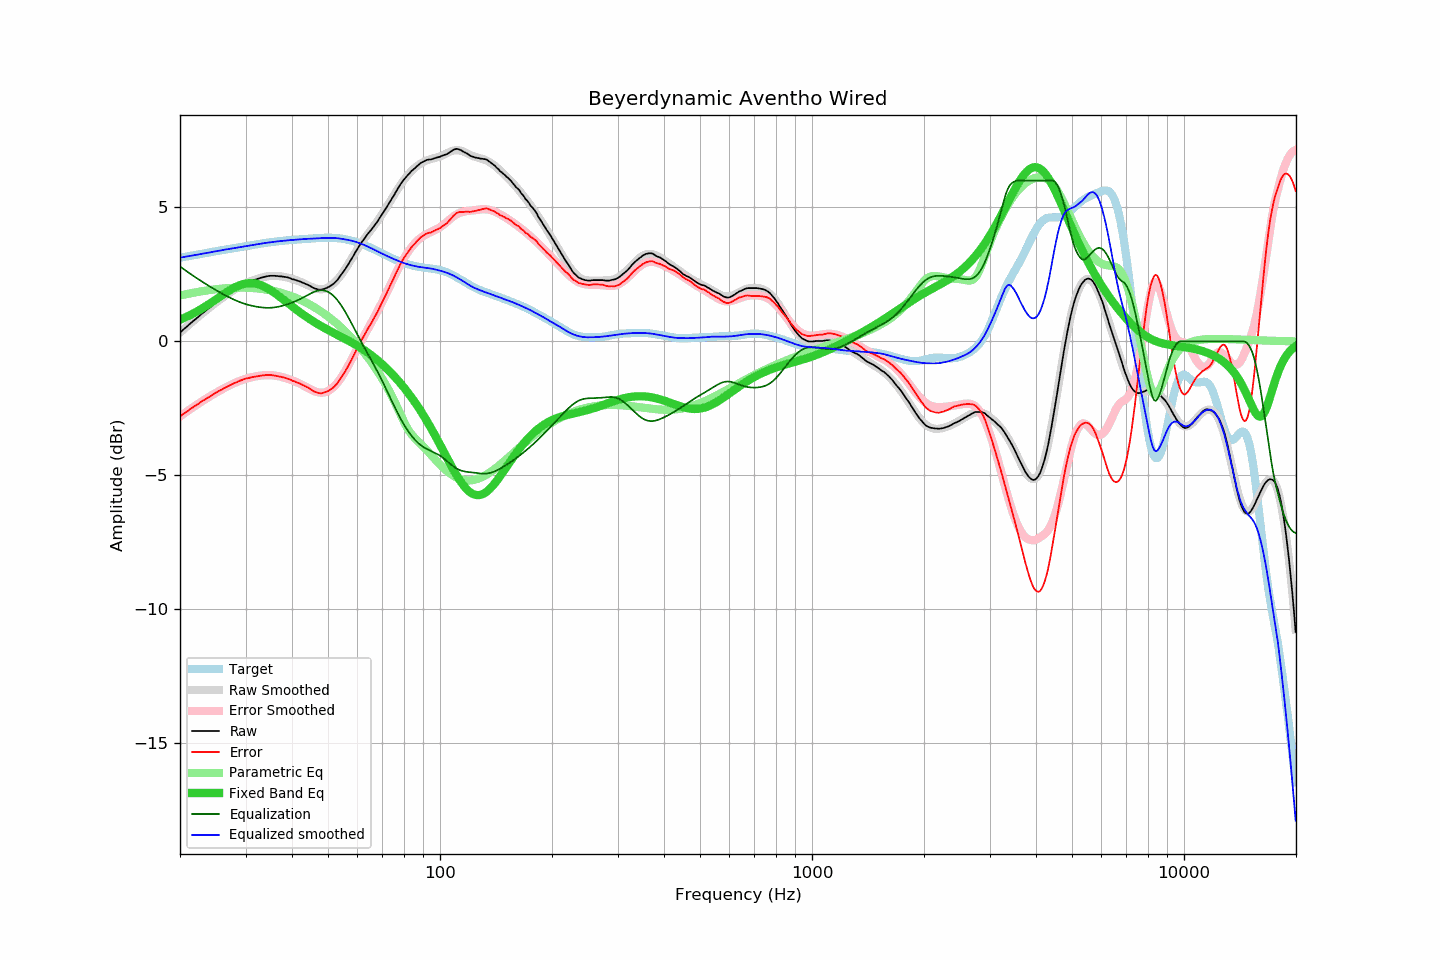 Beyerdynamic Aventho Wired
Amplitude (dBr)
5
0
−5
−10
−15
Target
Raw Smoothed
Error Smoothed
Raw
Error
Parametric Eq
Fixed Band Eq
Equalization
Equalized smoothed
100
1000
10000
Frequency (Hz)